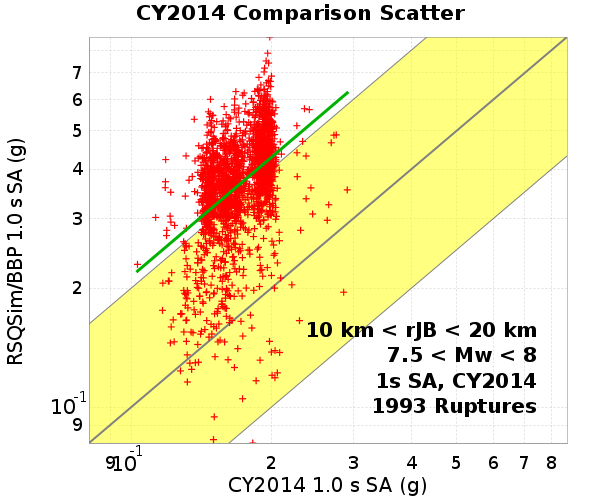 CY2014 Comparison Scatter
RSQSim/BBP 1.0 s SA (g)
7
6
5
4
3
2
10-1
9
10 km < rJB < 20 km
7.5 < Mw < 8
1s SA, CY2014
1993 Ruptures
9 10-1 2 3 4 5 6 7 8
CY2014 1.0 s SA (g)